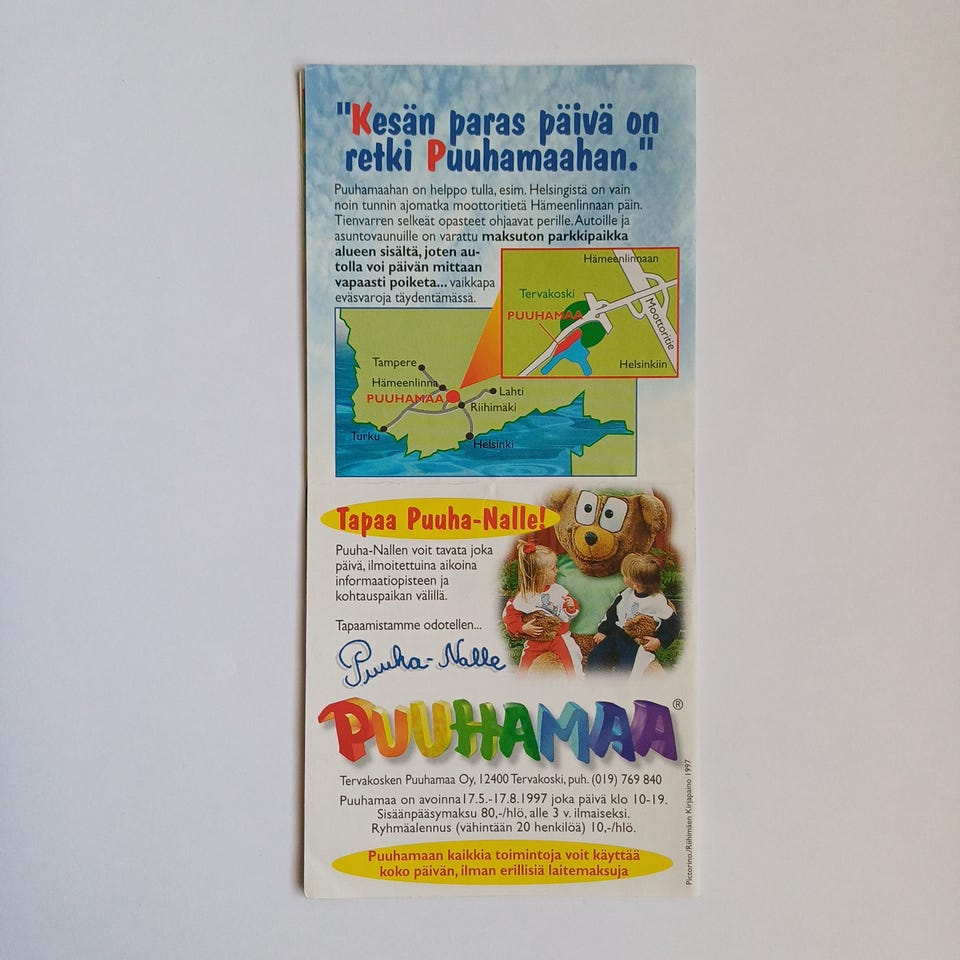 "Kesän paras päivä on
retki Puuhamaahan."
Puuhamaahan on helppo tulla, esim. Helsingistä on vain
noin tunnin ajomatka moottoritietä Hämeenlinnaan päin.
Tienvarren selkeät opasteet ohjaavat perille. Autoille ja
asuntovaunuille on varattu maksuton parkkipaikka
alueen sisältä, joten au-
tolla voi päivän mittaan
vapaasti poiketa... vaikkapa
eväsvaroja täydentämässä.
Hämeenlinnaan
Tervakoski
PUUHAMAA
Moottoritie
Helsinkiin
Tampere
Hämeenlinna
PUUHAMAA
Lahti
Riihimäki
Turku
Helsinki
Tapaa Puuha-Nalle!
Puuha-Nallen voit tavata joka
päivä, ilmoitettuina aikoina
informaatiopisteen ja
kohtauspaikan välillä.
Tapaamistamme odotellen...
Puuha-Nalle
PUUHAMAA®
Tervakosken Puuhamaa Oy, 12400 Tervakoski, puh. (019) 769 840
Puuhamaa on avoinna 17.5.-17.8.1997 joka päivä klo 10-19.
Sisäänpääsymaksu 80,-/hlö, alle 3 v. ilmaiseksi.
Ryhmäalennus (vähintään 20 henkilöä) 10,-/hlö.
Puuhamaan kaikkia toimintoja voit käyttää
koko päivän, ilman erillisiä laitemaksuja
Pictorino./Riihimäen Kirjapaino 1997